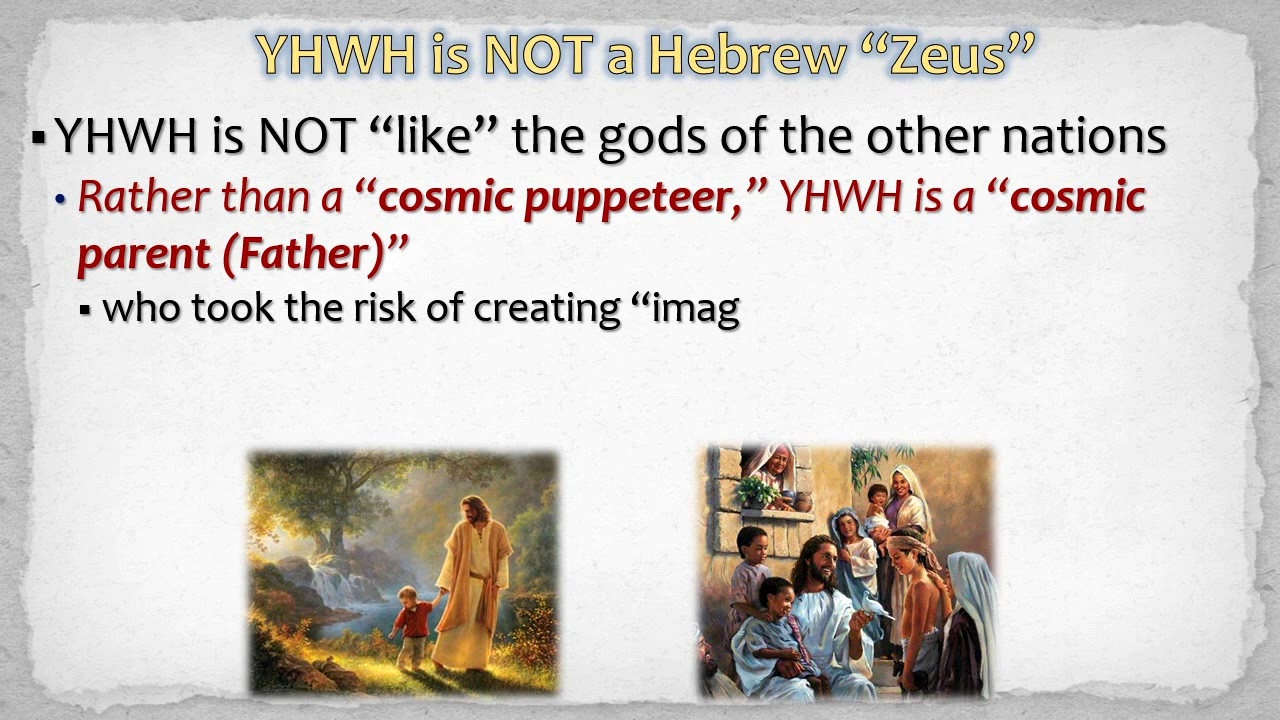 YHWH is NOT a Hebrew “Zeus”
▪ YHWH is NOT “like” the gods of the other nations
• Rather than a “cosmic puppeteer,” YHWH is a “cosmic
parent (Father)”
▪ who took the risk of creating “imag